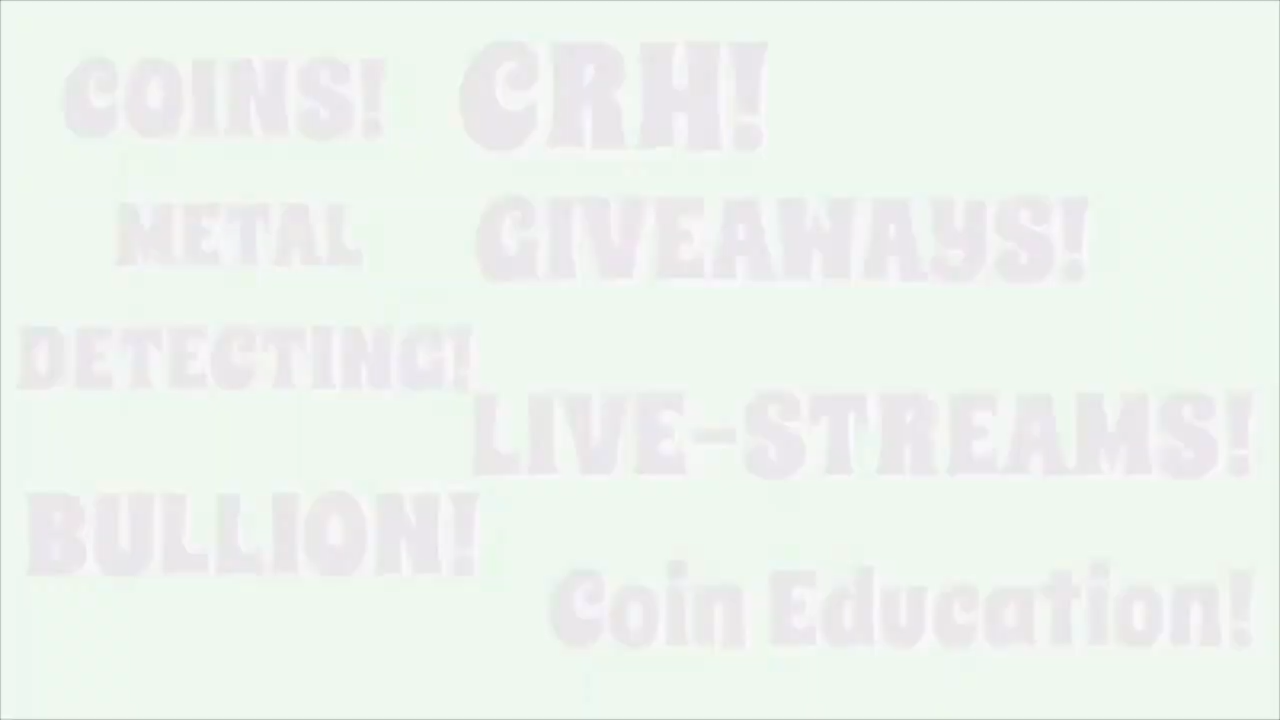 COINS!
CRH!
METAL
DETECTING!
GIVEAWAYS!
LIVE-STREAMS!
BULLION!
Coin Education!